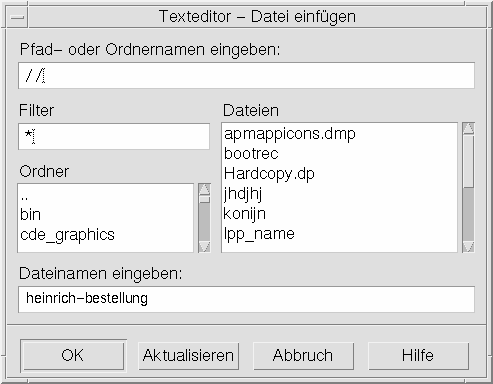 Texteditor - Datei einfügen
Pfad- oder Ordnernamen eingeben:
//
Filter
*
Dateien
apmappicons.dmp
bootrec
Hardcopy.dp
jhdjhj
konijn
lpp_name
Ordner
..
bin
cde_graphics
Dateinamen eingeben:
heinrich-bestellung
OK
Aktualisieren
Abbruch
Hilfe